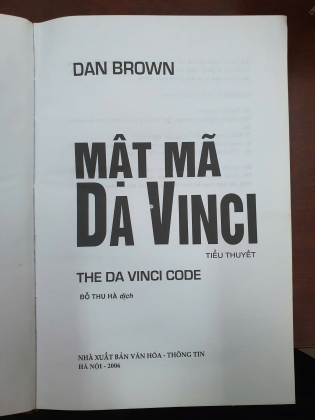 DAN BROWN
MẬT MÃ
DA VINCI
TIỂU THUYẾT
THE DA VINCI CODE
ĐỖ THU HÀ dịch
NHÀ XUẤT BẢN VĂN HÓA - THÔNG TIN
HÀ NỘI - 2006